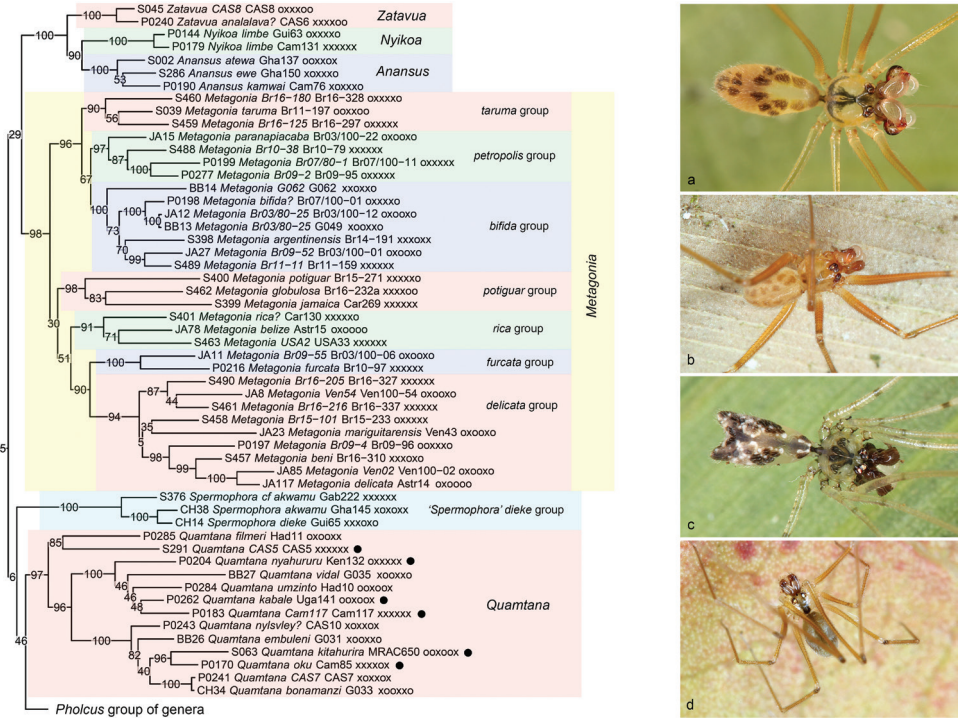 S045 Zatavua CAS8 CAS8 oxxxoo
P0240 Zatavua analalava? CAS6 xxxxoo
Zatavua
100
100
P0144 Nyikoa limbe Gui63 oxxxxo
P0179 Nyikoa limbe Cam131 xxxxxx
Nyikoa
100
90
S002 Anansus atewa Gha137 ooxxox
S286 Anansus ewe Gha150 xoxxxo
P0190 Anansus kamwai Cam76 xoxxxx
Anansus
100
53
29
S460 Metagonia Br16-180 Br16-328 oxxxxo
S039 Metagonia taruma Br11-197 ooxxxo
S459 Metagonia Br16-125 Br16-297 oxxxxo
taruma group
90
56
96
JA15 Metagonia paranapiacaba Br03/100-22 oxooxo
S488 Metagonia Br10-38 Br10-79 xxxxxx
P0199 Metagonia Br07/80-1 Br07/100-11 oxxxxx
P0277 Metagonia Br09-2 Br09-95 oxxxxx
petropolis group
97
87
100
67
BB14 Metagonia G062 G062 xxoxxo
P0198 Metagonia bifida? Br07/100-01 oxxxxx
JA12 Metagonia Br03/80-25 Br03/100-12 oxooxo
BB13 Metagonia Br03/80-25 G049 xooxxo
S398 Metagonia argentinensis Br14-191 xxxxxx
JA27 Metagonia Br09-52 Br03/100-01 oxooxo
S489 Metagonia Br11-11 Br11-159 xxxxxx
bifida group
100
100
100
73
70
99
98
S400 Metagonia potiguar Br15-271 xxxxxo
S462 Metagonia globulosa Br16-232a xxxxoo
S399 Metagonia jamaica Car269 xxxxxx
potiguar group
98
83
30
S401 Metagonia rica? Car130 xxxxxo
JA78 Metagonia belize Astr15 oxoooo
S463 Metagonia USA2 USA33 xxxxxx
rica group
91
71
51
JA11 Metagonia Br09-55 Br03/100-06 oxooxo
P0216 Metagonia furcata Br10-97 xxxxxx
furcata group
100
90
S490 Metagonia Br16-205 Br16-327 xxxxxx
JA8 Metagonia Ven54 Ven100-54 oxooxo
S461 Metagonia Br16-216 Br16-337 xxxxxx
S458 Metagonia Br15-101 Br15-233 oxxxxo
JA23 Metagonia mariguitarensis Ven43 oxooxo
P0197 Metagonia Br09-4 Br09-96 oxxxxo
S457 Metagonia beni Br16-310 xxxoxo
JA85 Metagonia Ven02 Ven100-02 oxooxo
JA117 Metagonia delicata Astr14 oxoooo
delicata group
87
44
94
35
5
98
99
100
Metagonia
5
S376 Spermophora cf akwamu Gab222 xxxxxx
CH38 Spermophora akwamu Gha145 xoxoxx
CH14 Spermophora dieke Gui65 xxxoxo
'Spermophora' dieke group
100
100
6
P0285 Quamtana filmeri Had11 oxooxx
S291 Quamtana CAS5 CAS5 xxxxxx
P0204 Quamtana nyahururu Ken132 oxxxxx
BB27 Quamtana vidal G035 xooxxo
P0284 Quamtana umzinto Had10 ooxoox
P0262 Quamtana kabale Uga141 ooxoox
P0183 Quamtana Cam117 Cam117 xxxxxx
P0243 Quamtana nylsvley? CAS10 xoxxox
BB26 Quamtana embuleni G031 xooxxo
S063 Quamtana kitahurira MRAC650 ooxoox
P0170 Quamtana oku Cam85 xxxxox
P0241 Quamtana CAS7 CAS7 xoxxxx
CH34 Quamtana bonamanzi G033 xooxxo
Quamtana
85
97
100
46
46
48
96
100
82
96
40
100
46
Pholcus group of genera
a
b
c
d